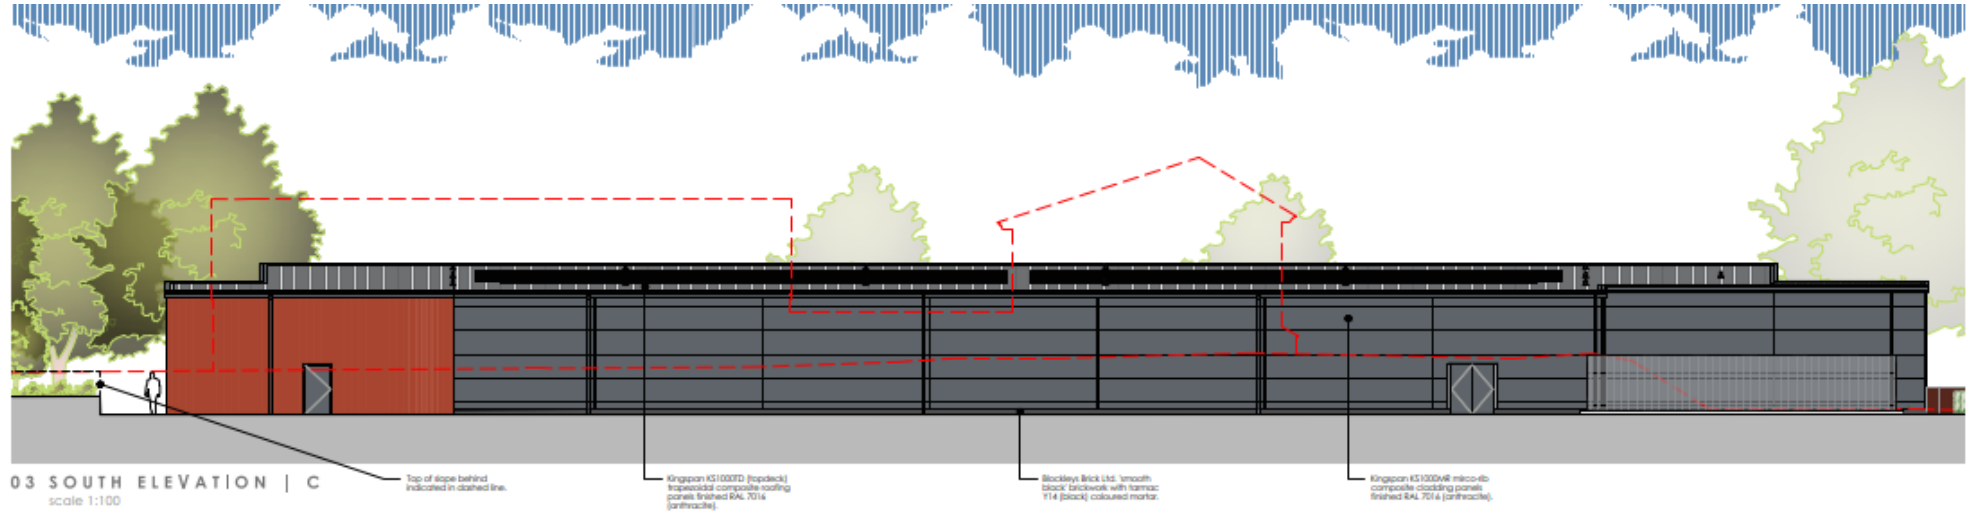 03 SOUTH ELEVATION | C
scale 1:100
Top of slope behind
indicated in dashed line.
Kingspan KS1000TD (topdeck)
trapezoidal composite roofing
panels finished RAL 7016
(anthracite).
Blockleys Brick Ltd. 'smooth
black' brickwork with tarmac
Y14 (black) coloured mortar.
Kingspan KS1000MR mirco-rib
composite cladding panels
finished RAL 7016 (anthracite).